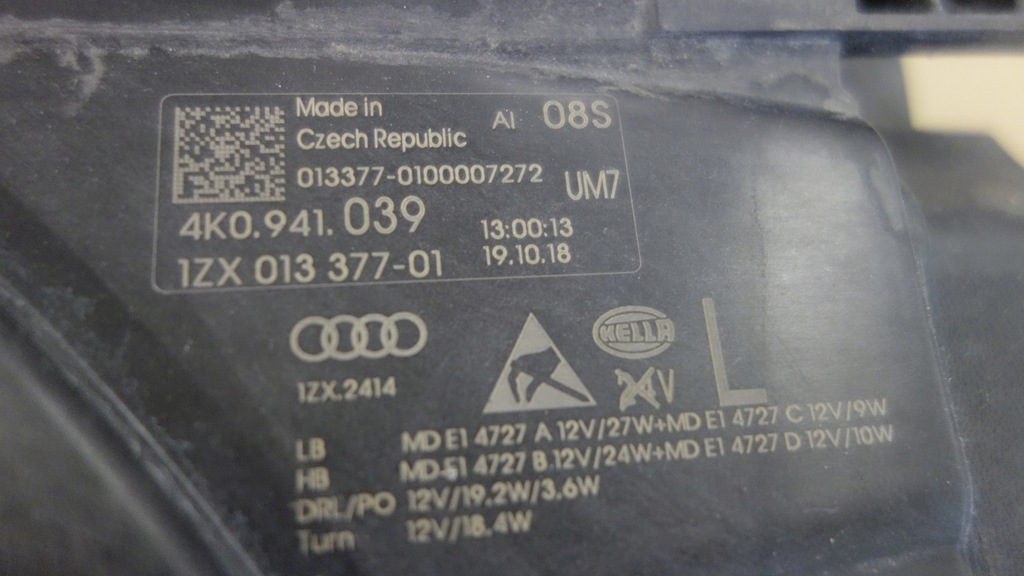 Made in
Czech Republic
AI 08S
013377-0100007272
UM7
4K0.941.039
13:00:13
1ZX 013 377-01
19.10.18
HELLA
L
1ZX.2414
24V
LB MD E1 4727 A 12V/27W+MD E1 4727 C 12V/9W
HB MD E1 4727 B 12V/24W+MD E1 4727 D 12V/10W
DRL/PO 12V/19.2W/3.6W
Turn 12V/18.4W